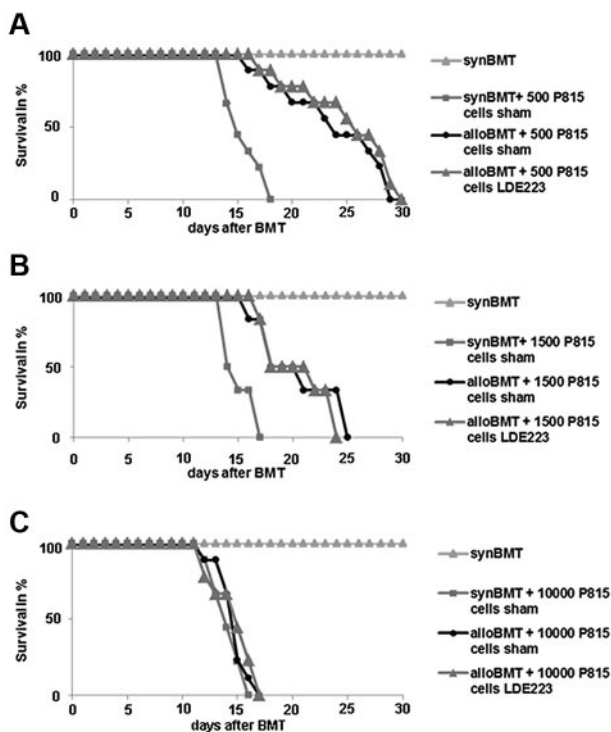 A
100
50
0
Survival in %
0 5 10 15 20 25 30
days after BMT
synBMT
synBMT+ 500 P815
cells sham
alloBMT + 500 P815
cells sham
alloBMT + 500 P815
cells LDE223
B
100
50
0
Survival in %
0 5 10 15 20 25 30
days after BMT
synBMT
synBMT+ 1500 P815
cells sham
alloBMT + 1500 P815
cells sham
alloBMT + 1500 P815
cells LDE223
C
100
50
0
Survival in %
0 5 10 15 20 25 30
days after BMT
synBMT
synBMT + 10000 P815
cells sham
alloBMT + 10000 P815
cells sham
alloBMT + 10000 P815
cells LDE223